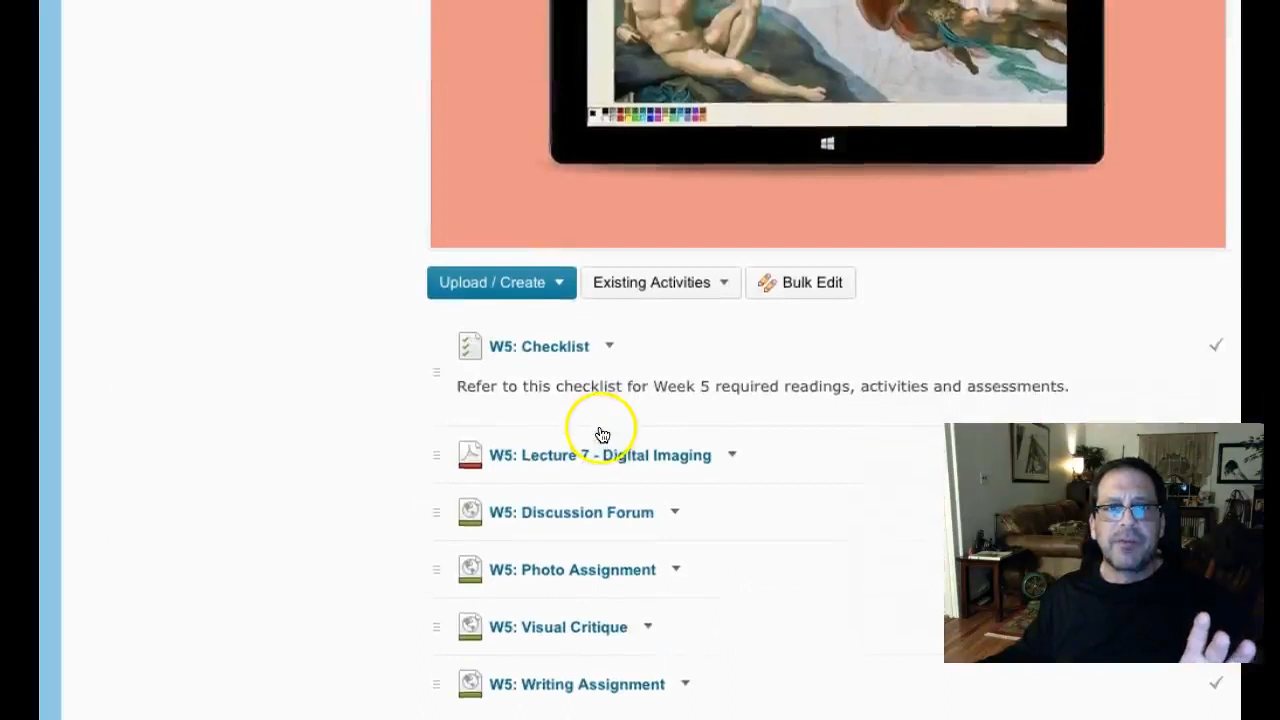 Upload / Create Existing Activities Bulk Edit
W5: Checklist
Refer to this checklist for Week 5 required readings, activities and assessments.
W5: Lecture 7 - Digital Imaging
W5: Discussion Forum
W5: Photo Assignment
W5: Visual Critique
W5: Writing Assignment